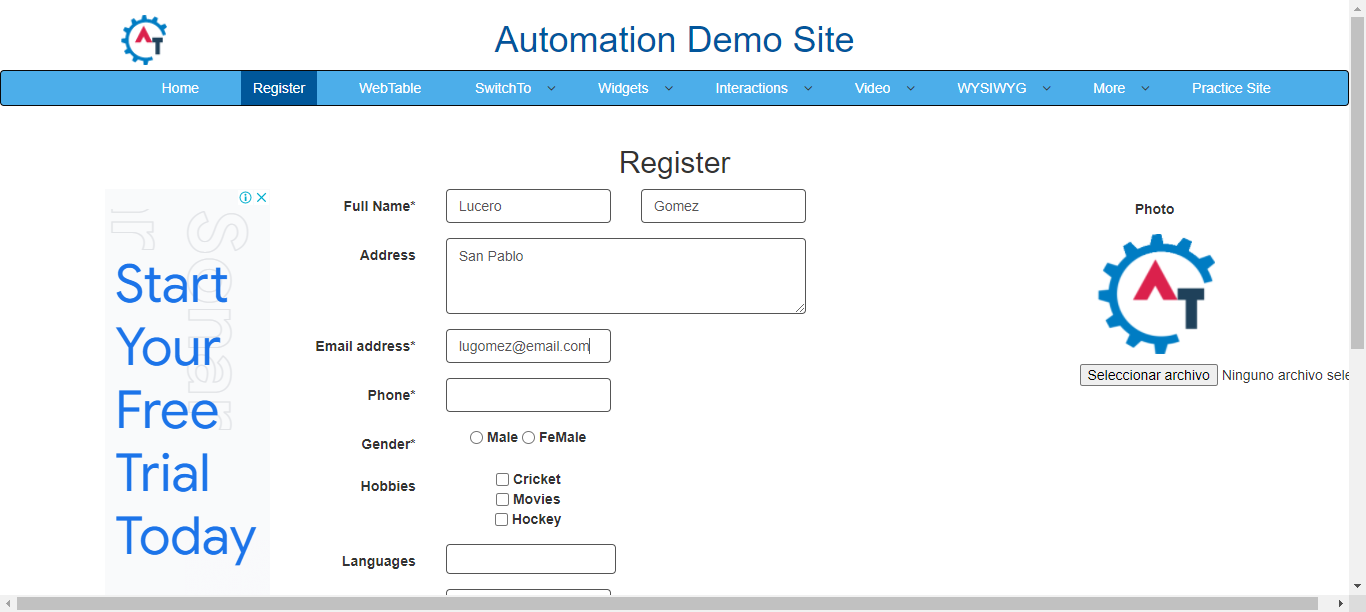 Automation Demo Site
Home Register WebTable SwitchTo Widgets Interactions Video WYSIWYG More Practice Site
Register
Full Name* Lucero Gomez
Address San Pablo
Email address* lugomez@email.com
Phone*
Gender* Male FeMale
Hobbies Cricket
Movies
Hockey
Languages
Photo
AT
Seleccionar archivo Ninguno archivo sele
Sonar
Start
Your
Free
Trial
Today